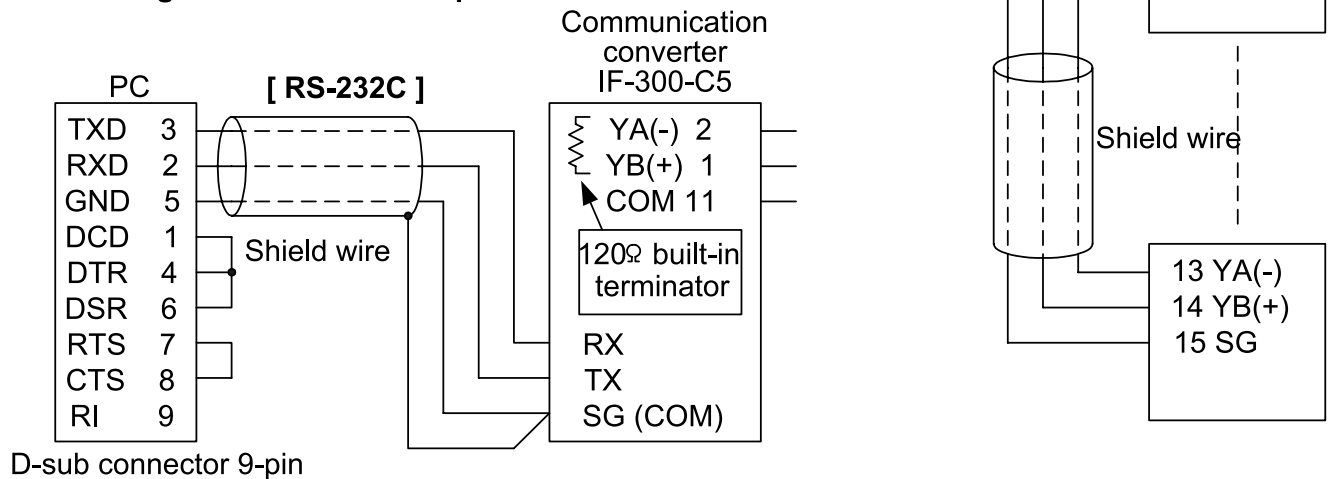 Communication
converter
IF-300-C5
PC
[ RS-232C ]
TXD 3
RXD 2
GND 5
DCD 1
DTR 4
DSR 6
RTS 7
CTS 8
RI 9
Shield wire
D-sub connector 9-pin
YA(-) 2
YB(+) 1
COM 11
120Ω built-in
terminator
RX
TX
SG (COM)
Shield wire
13 YA(-)
14 YB(+)
15 SG